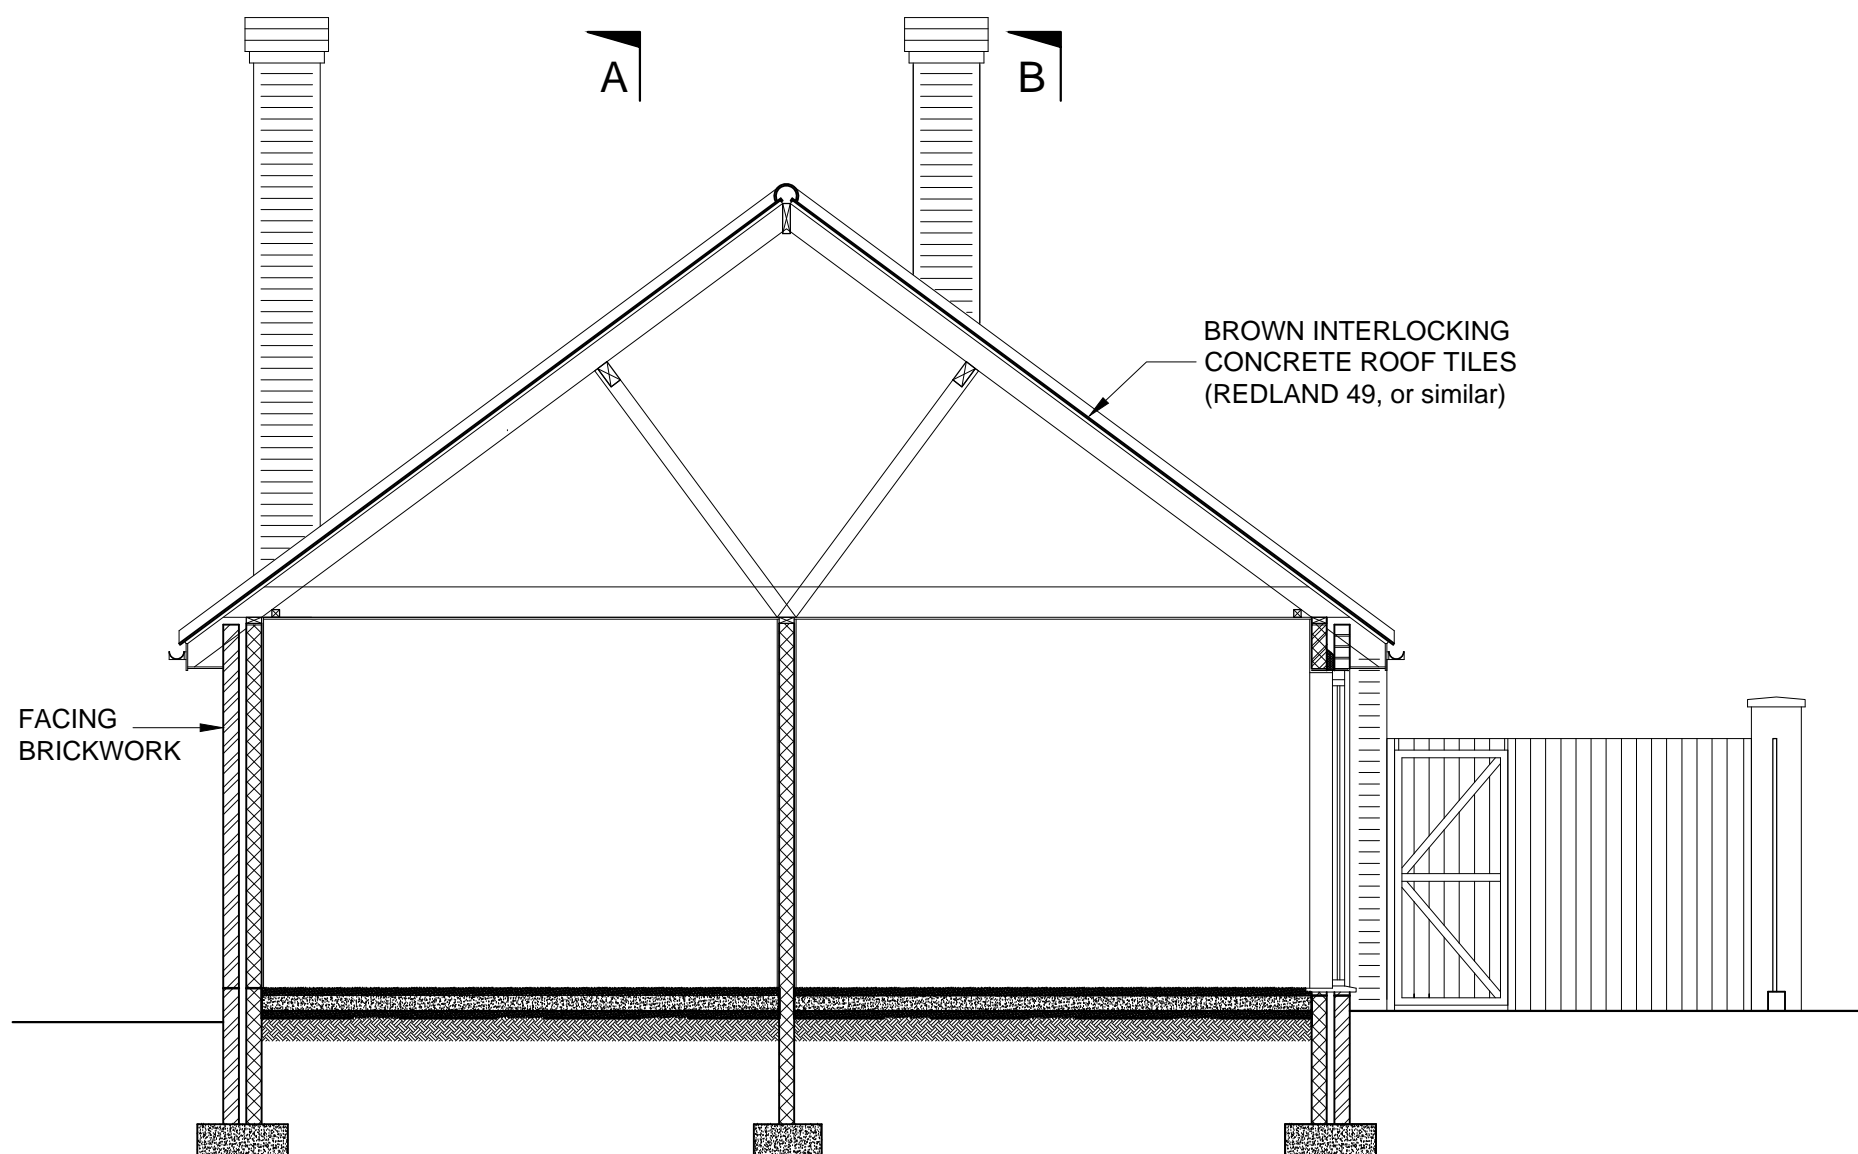 A
B
BROWN INTERLOCKING
CONCRETE ROOF TILES
(REDLAND 49, or similar)
FACING
BRICKWORK